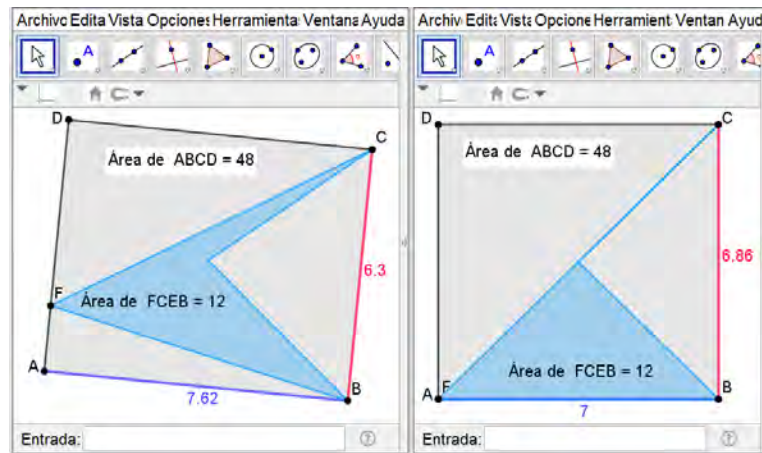 Archivo Edita Vista Opciones Herramienta Ventana Ayuda
A
D
C
Área de ABCD = 48
6.3
F
Área de FCEB = 12
A
B
7.62
Entrada:
Archivo Edita Vista Opcione Herramient Ventan Ayud
A
D
C
Área de ABCD = 48
6.86
Área de FCEB = 12
A
F
B
7
Entrada: